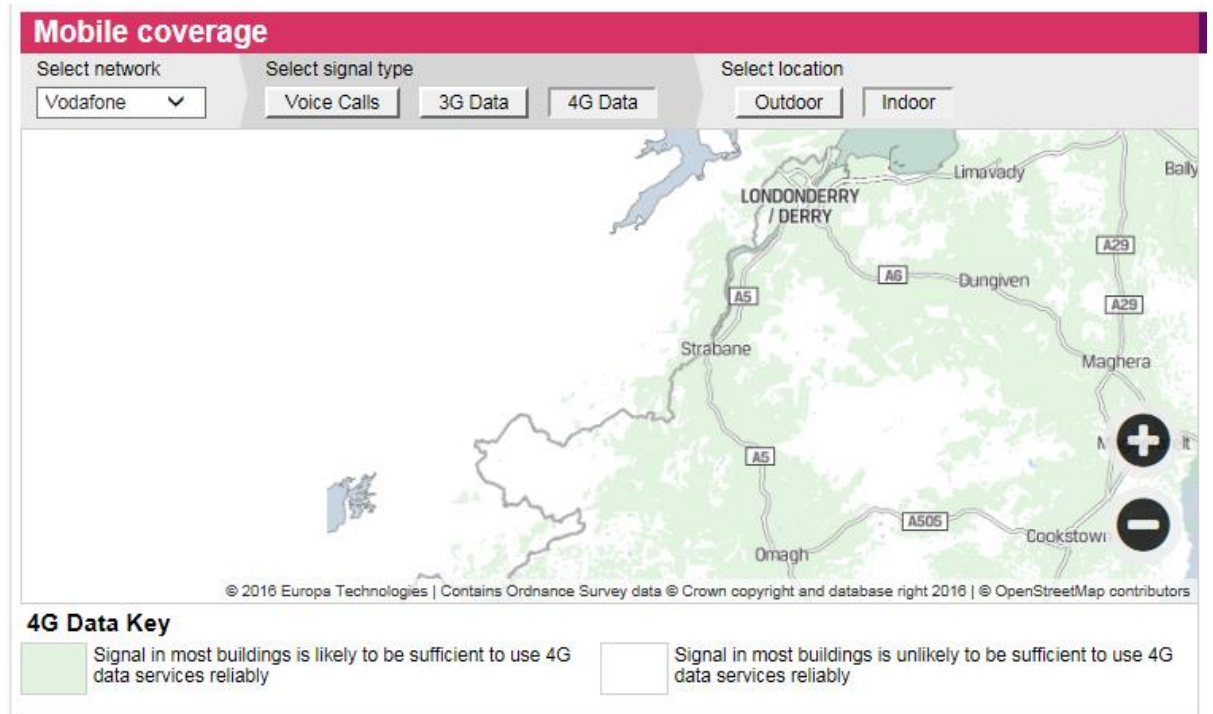 Mobile coverage
Select network
Select signal type
Select location
Vodafone
Voice Calls
3G Data
4G Data
Outdoor
Indoor
Limavady
Bally
LONDONDERRY
/ DERRY
A29
A6
Dungiven
A5
A29
Strabane
Maghera
A5
A505
Cookstow
Omagh
© 2016 Europa Technologies | Contains Ordnance Survey data © Crown copyright and database right 2016 | © OpenStreetMap contributors
4G Data Key
Signal in most buildings is likely to be sufficient to use 4G
data services reliably
Signal in most buildings is unlikely to be sufficient to use 4G
data services reliably